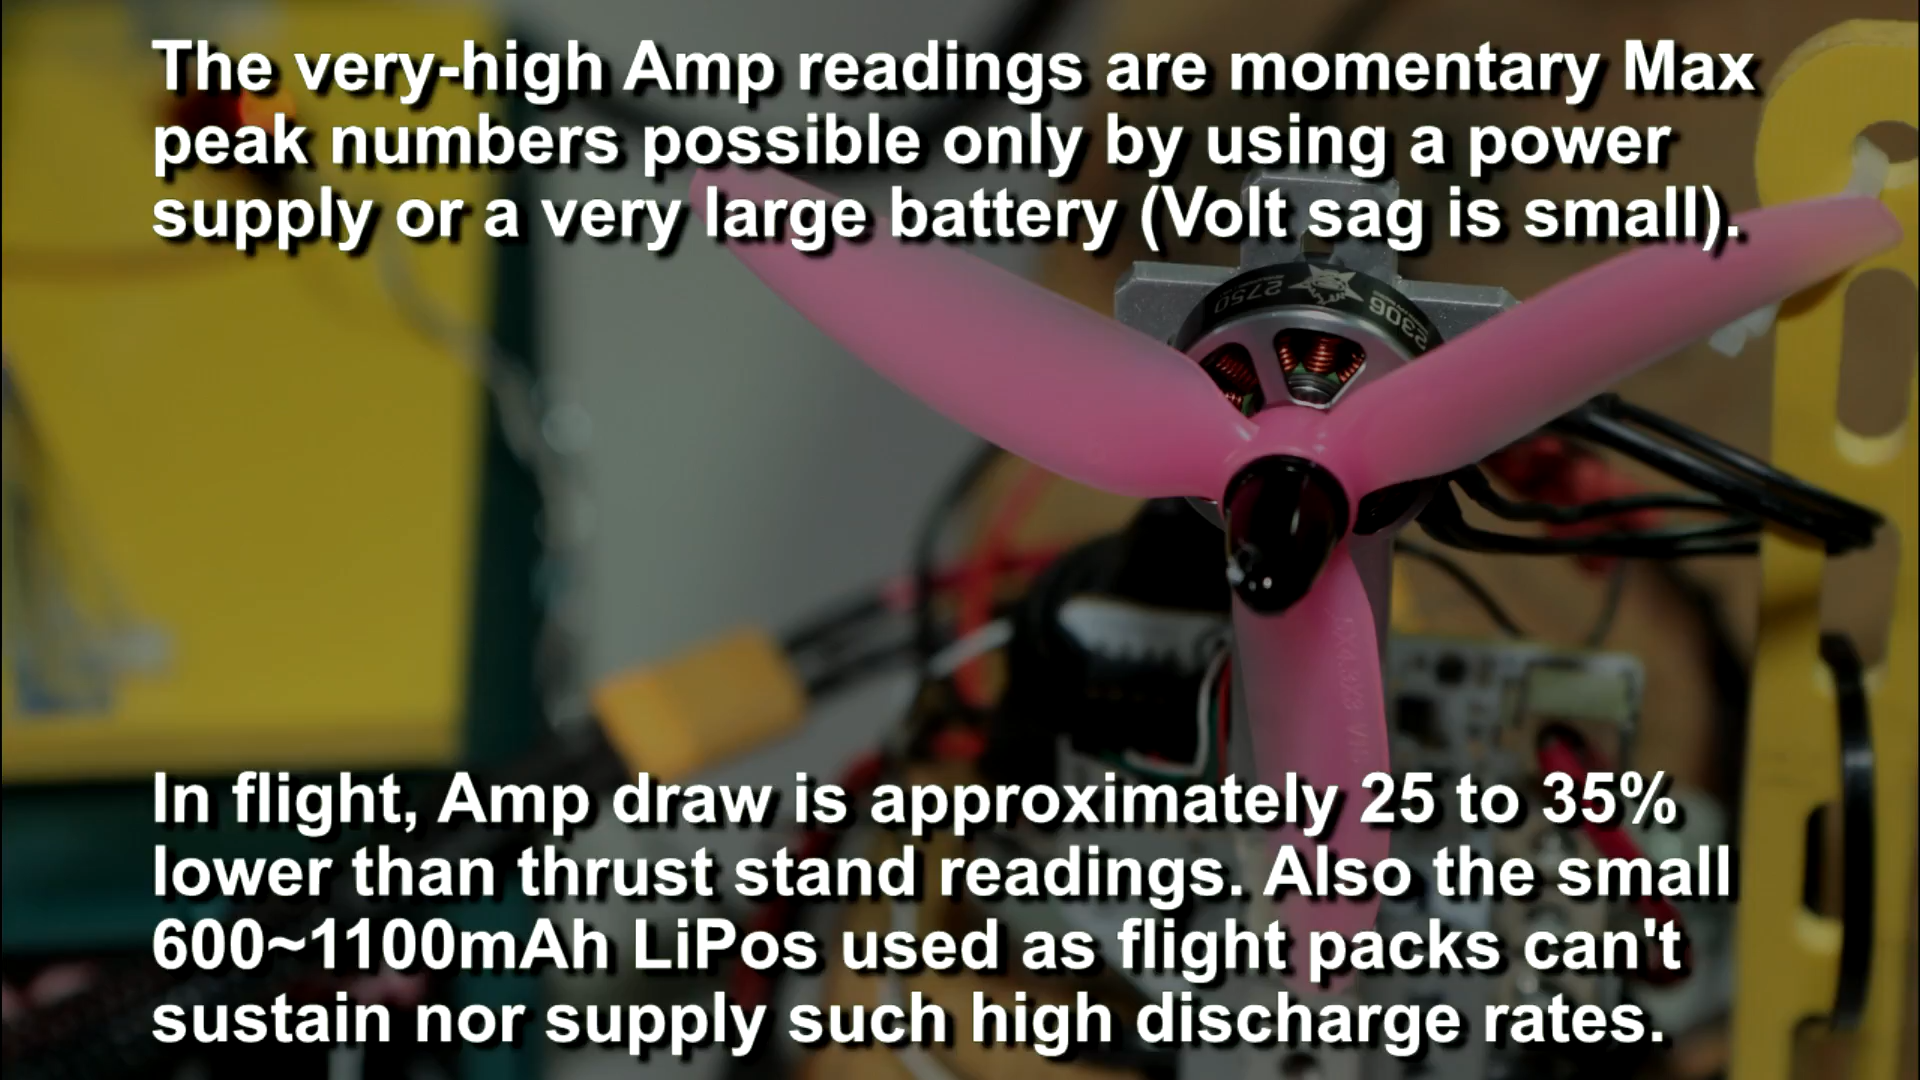 The very-high Amp readings are momentary Max
peak numbers possible only by using a power
supply or a very large battery (Volt sag is small).
2750
2306
In flight, Amp draw is approximately 25 to 35%
lower than thrust stand readings. Also the small
600~1100mAh LiPos used as flight packs can't
sustain nor supply such high discharge rates.